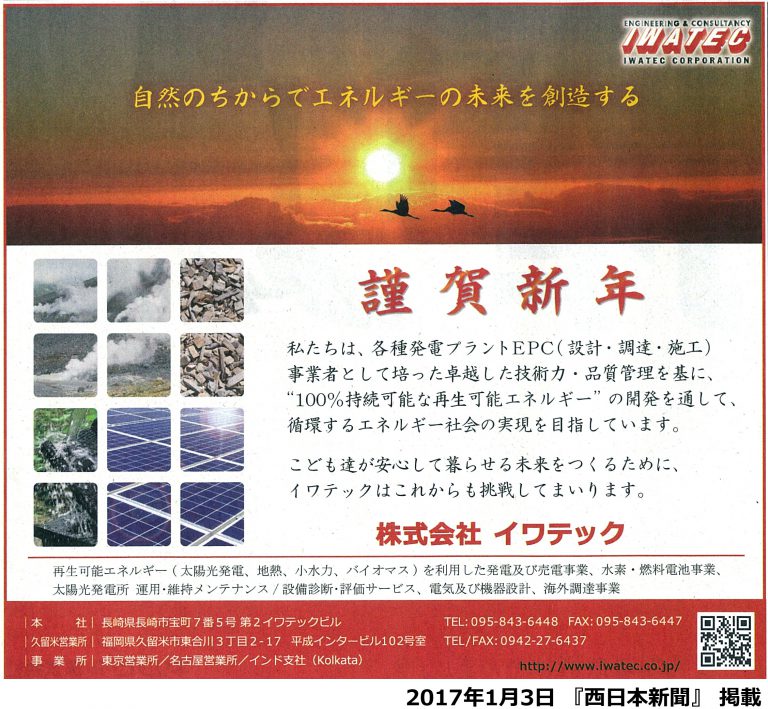 ENGINEERING & CONSULTANCY
IWATEC
IWATEC CORPORATION
自然のちからでエネルギーの未来を創造する
謹賀新年
私たちは、各種発電プラントEPC(設計・調達・施工)
事業者として培った卓越した技術力・品質管理を基に、
“100%持続可能な再生可能エネルギー”の開発を通して、
循環するエネルギー社会の実現を目指しています。
こども達が安心して暮らせる未来をつくるために、
イワテックはこれからも挑戦してまいります。
株式会社 イワテック
再生可能エネルギー(太陽光発電、地熱、小水力、バイオマス)を利用した発電及び売電事業、水素・燃料電池事業、
太陽光発電所 運用・維持メンテナンス/設備診断・評価サービス、電気及び機器設計、海外調達事業
|本 社| 長崎県長崎市宝町7番5号 第2イワテックビル TEL: 095-843-6448 FAX: 095-843-6447
|久留米営業所| 福岡県久留米市東合川3丁目2-17 平成インタービル102号室 TEL/FAX: 0942-27-6437
|事 業 所| 東京営業所/名古屋営業所/インド支社(Kolkata) http://www.iwatec.co.jp/
2017年1月3日 『西日本新聞』 掲載